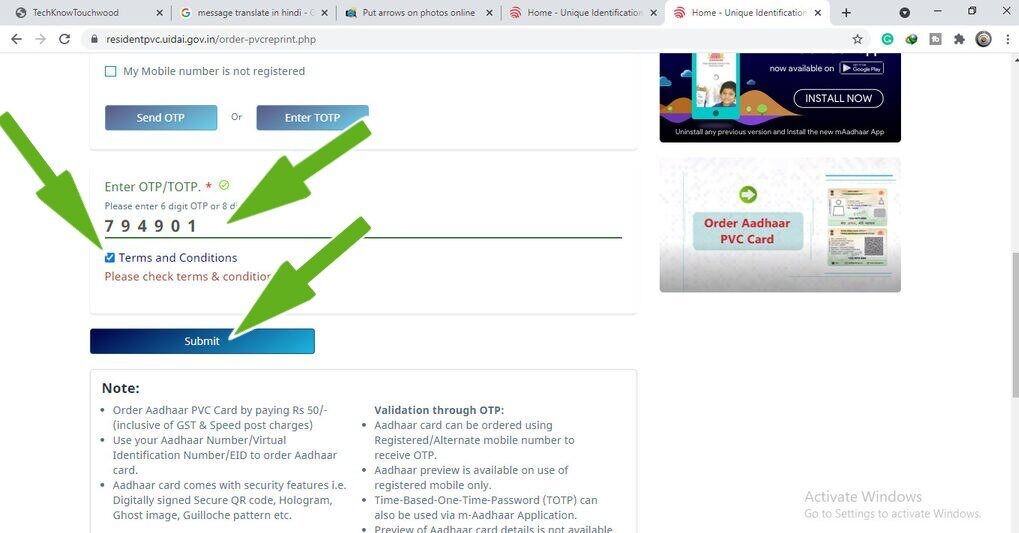 TechKnowTouchwood
message translate in hindi - G
Put arrows on photos online
Home - Unique Identification
Home - Unique Identification
residentpvc.uidai.gov.in/order-pvcreprint.php
My Mobile number is not registered
Send OTP
Or
Enter TOTP
Enter OTP/TOTP. *
Please enter 6 digit OTP or 8 di
794901
Terms and Conditions
Please check terms & condition
Submit
Note:
Order Aadhaar PVC Card by paying Rs 50/-
(inclusive of GST & Speed post charges)
Use your Aadhaar Number/Virtual
Identification Number/EID to order Aadhaar
card.
Aadhaar card comes with security features i.e.
Digitally signed Secure QR code, Hologram,
Ghost image, Guilloche pattern etc.
Validation through OTP:
Aadhaar card can be ordered using
Registered/Alternate mobile number to
receive OTP.
Aadhaar preview is available on use of
registered mobile only.
Time-Based-One-Time-Password (TOTP) can
also be used via m-Aadhaar Application.
Preview of Aadhaar card details is not available
now available on
Google Play
INSTALL NOW
Uninstall any previous version and Install the new mAadhaar App
Order Aadhaar
PVC Card
Activate Windows
Go to Settings to activate Windows.